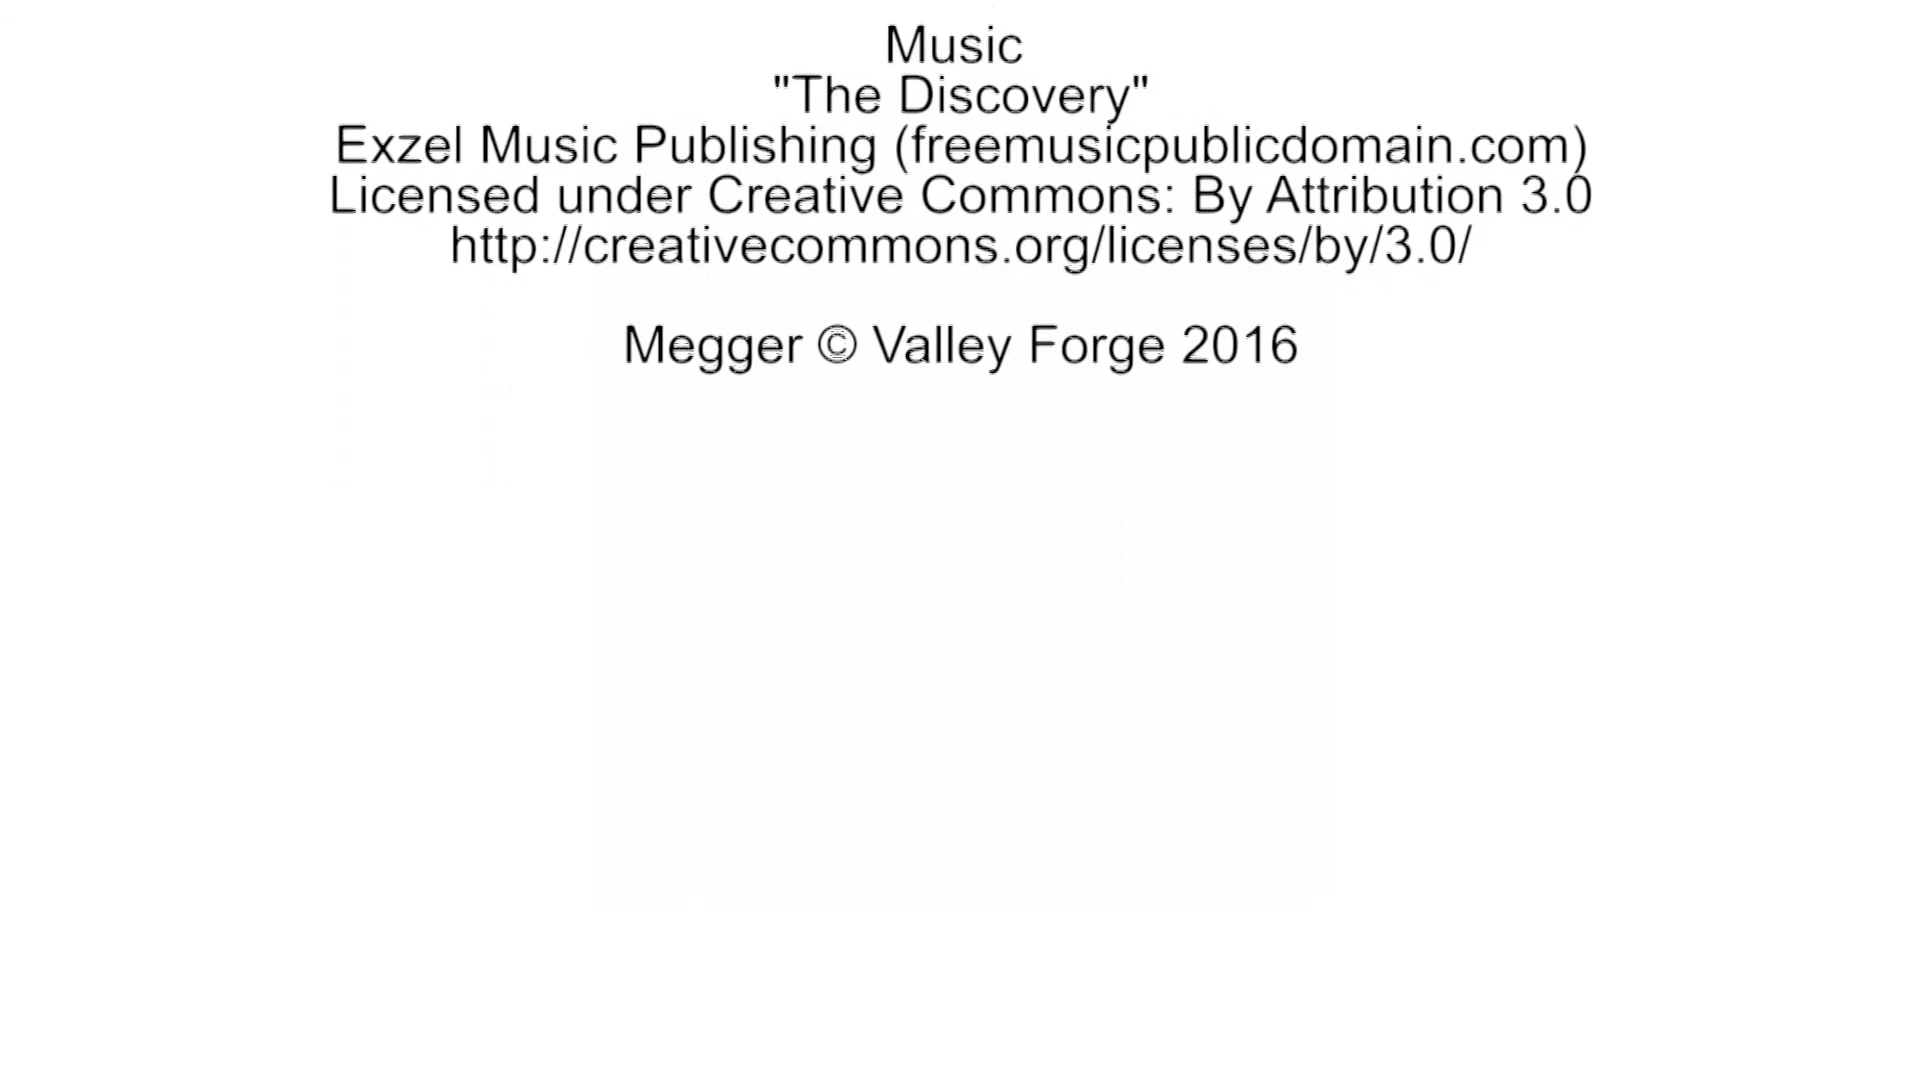 Music
"The Discovery"
Exzel Music Publishing (freemusicpublicdomain.com)
Licensed under Creative Commons: By Attribution 3.0
http://creativecommons.org/licenses/by/3.0/
Megger © Valley Forge 2016